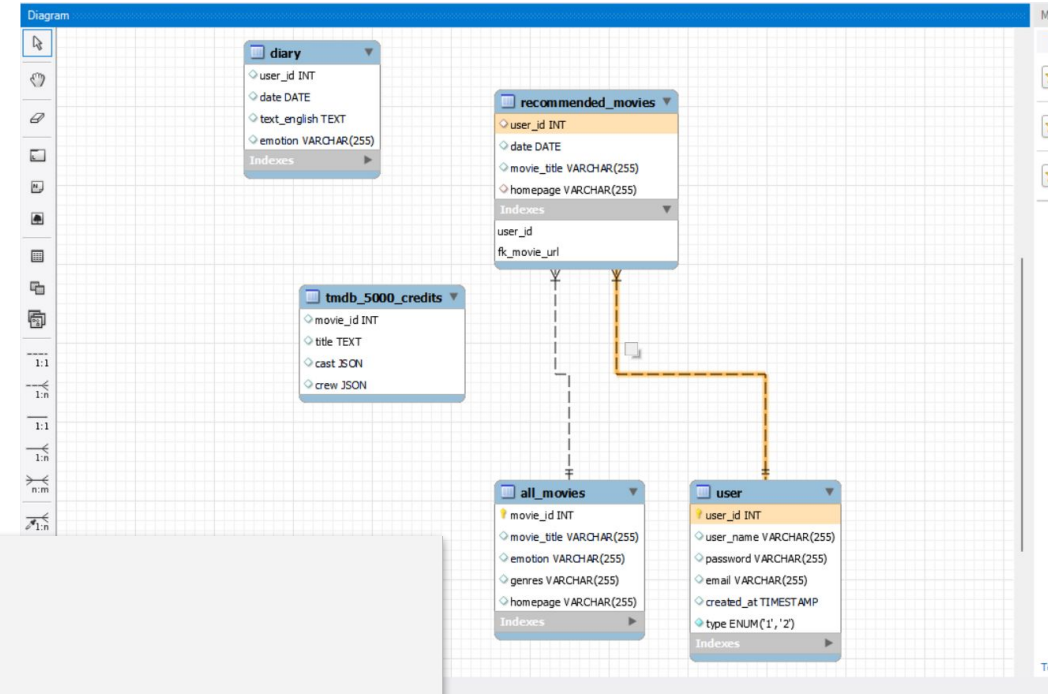 Diagram
M
diary
user_id INT
date DATE
text_english TEXT
emotion VARCHAR(255)
Indexes
recommended_movies
user_id INT
date DATE
movie_title VARCHAR(255)
homepage VARCHAR(255)
Indexes
user_id
fk_movie_url
tmdb_5000_credits
movie_id INT
title TEXT
cast JSON
crew JSON
1:1
1:n
1:1
1:n
n:m
1:n
all_movies
movie_id INT
movie_title VARCHAR(255)
emotion VARCHAR(255)
genres VARCHAR(255)
homepage VARCHAR(255)
Indexes
user
user_id INT
user_name VARCHAR(255)
password VARCHAR(255)
email VARCHAR(255)
created_at TIMESTAMP
type ENUM('1', '2')
Indexes